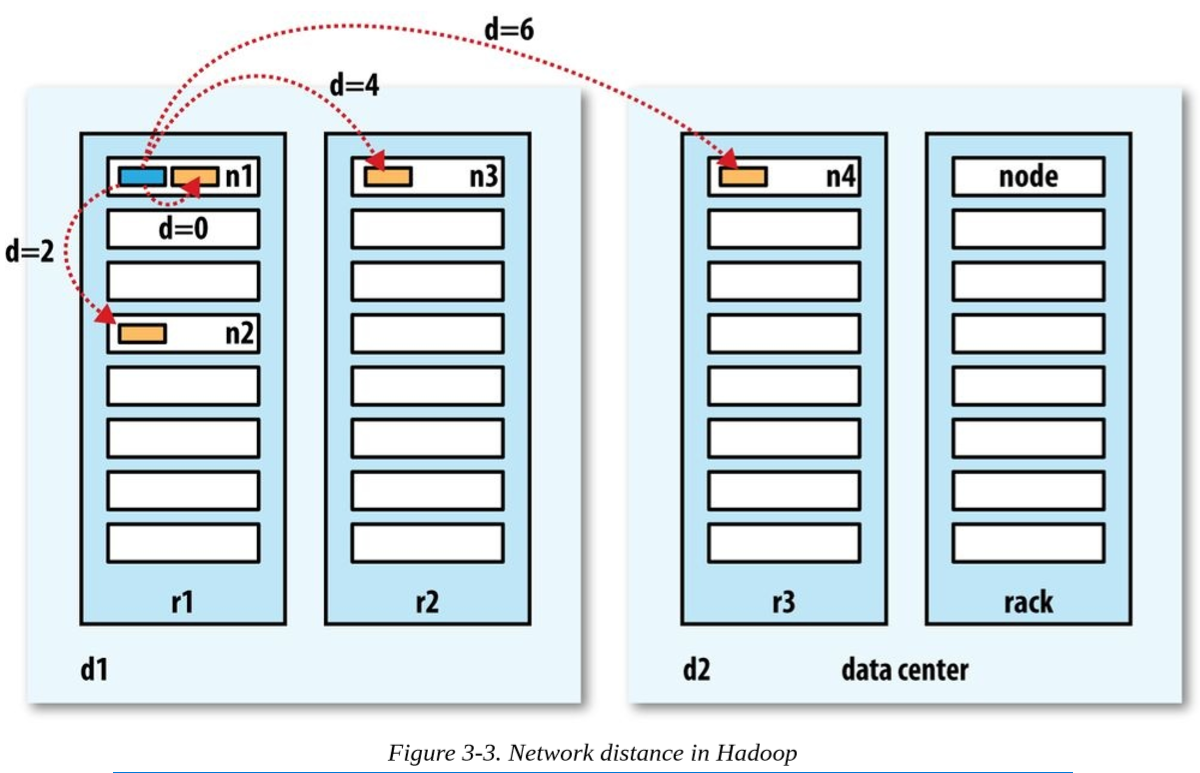 d=6
d=4
n1
n3
n4
node
d=0
d=2
n2
r1
r2
r3
rack
d1
d2
data center
Figure 3-3. Network distance in Hadoop